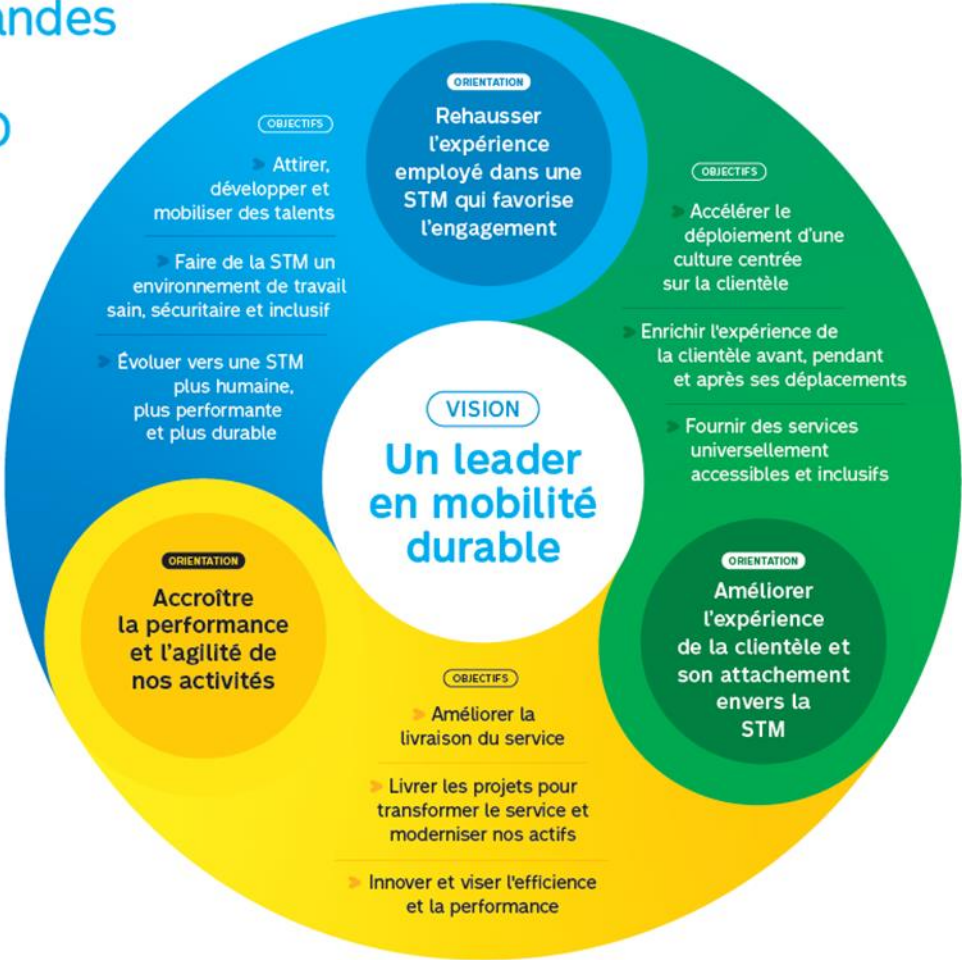 ORIENTATION
Rehausser
l'expérience
employé dans une
STM qui favorise
l'engagement
OBJECTIFS
Attirer,
développer et
mobiliser des talents
Faire de la STM un
environnement de travail
sain, sécuritaire et inclusif
Évoluer vers une STM
plus humaine,
plus performante
et plus durable
OBJECTIFS
Accélérer le
déploiement d'une
culture centrée
sur la clientèle
Enrichir l'expérience de
la clientèle avant, pendant
et après ses déplacements
Fournir des services
universellement
accessibles et inclusifs
VISION
Un leader
en mobilité
durable
ORIENTATION
Accroître
la performance
et l'agilité de
nos activités
ORIENTATION
Améliorer
l'expérience
de la clientèle et
son attachement
envers la
STM
OBJECTIFS
Améliorer la
livraison du service
Livrer les projets pour
transformer le service et
moderniser nos actifs
Innover et viser l'efficience
et la performance